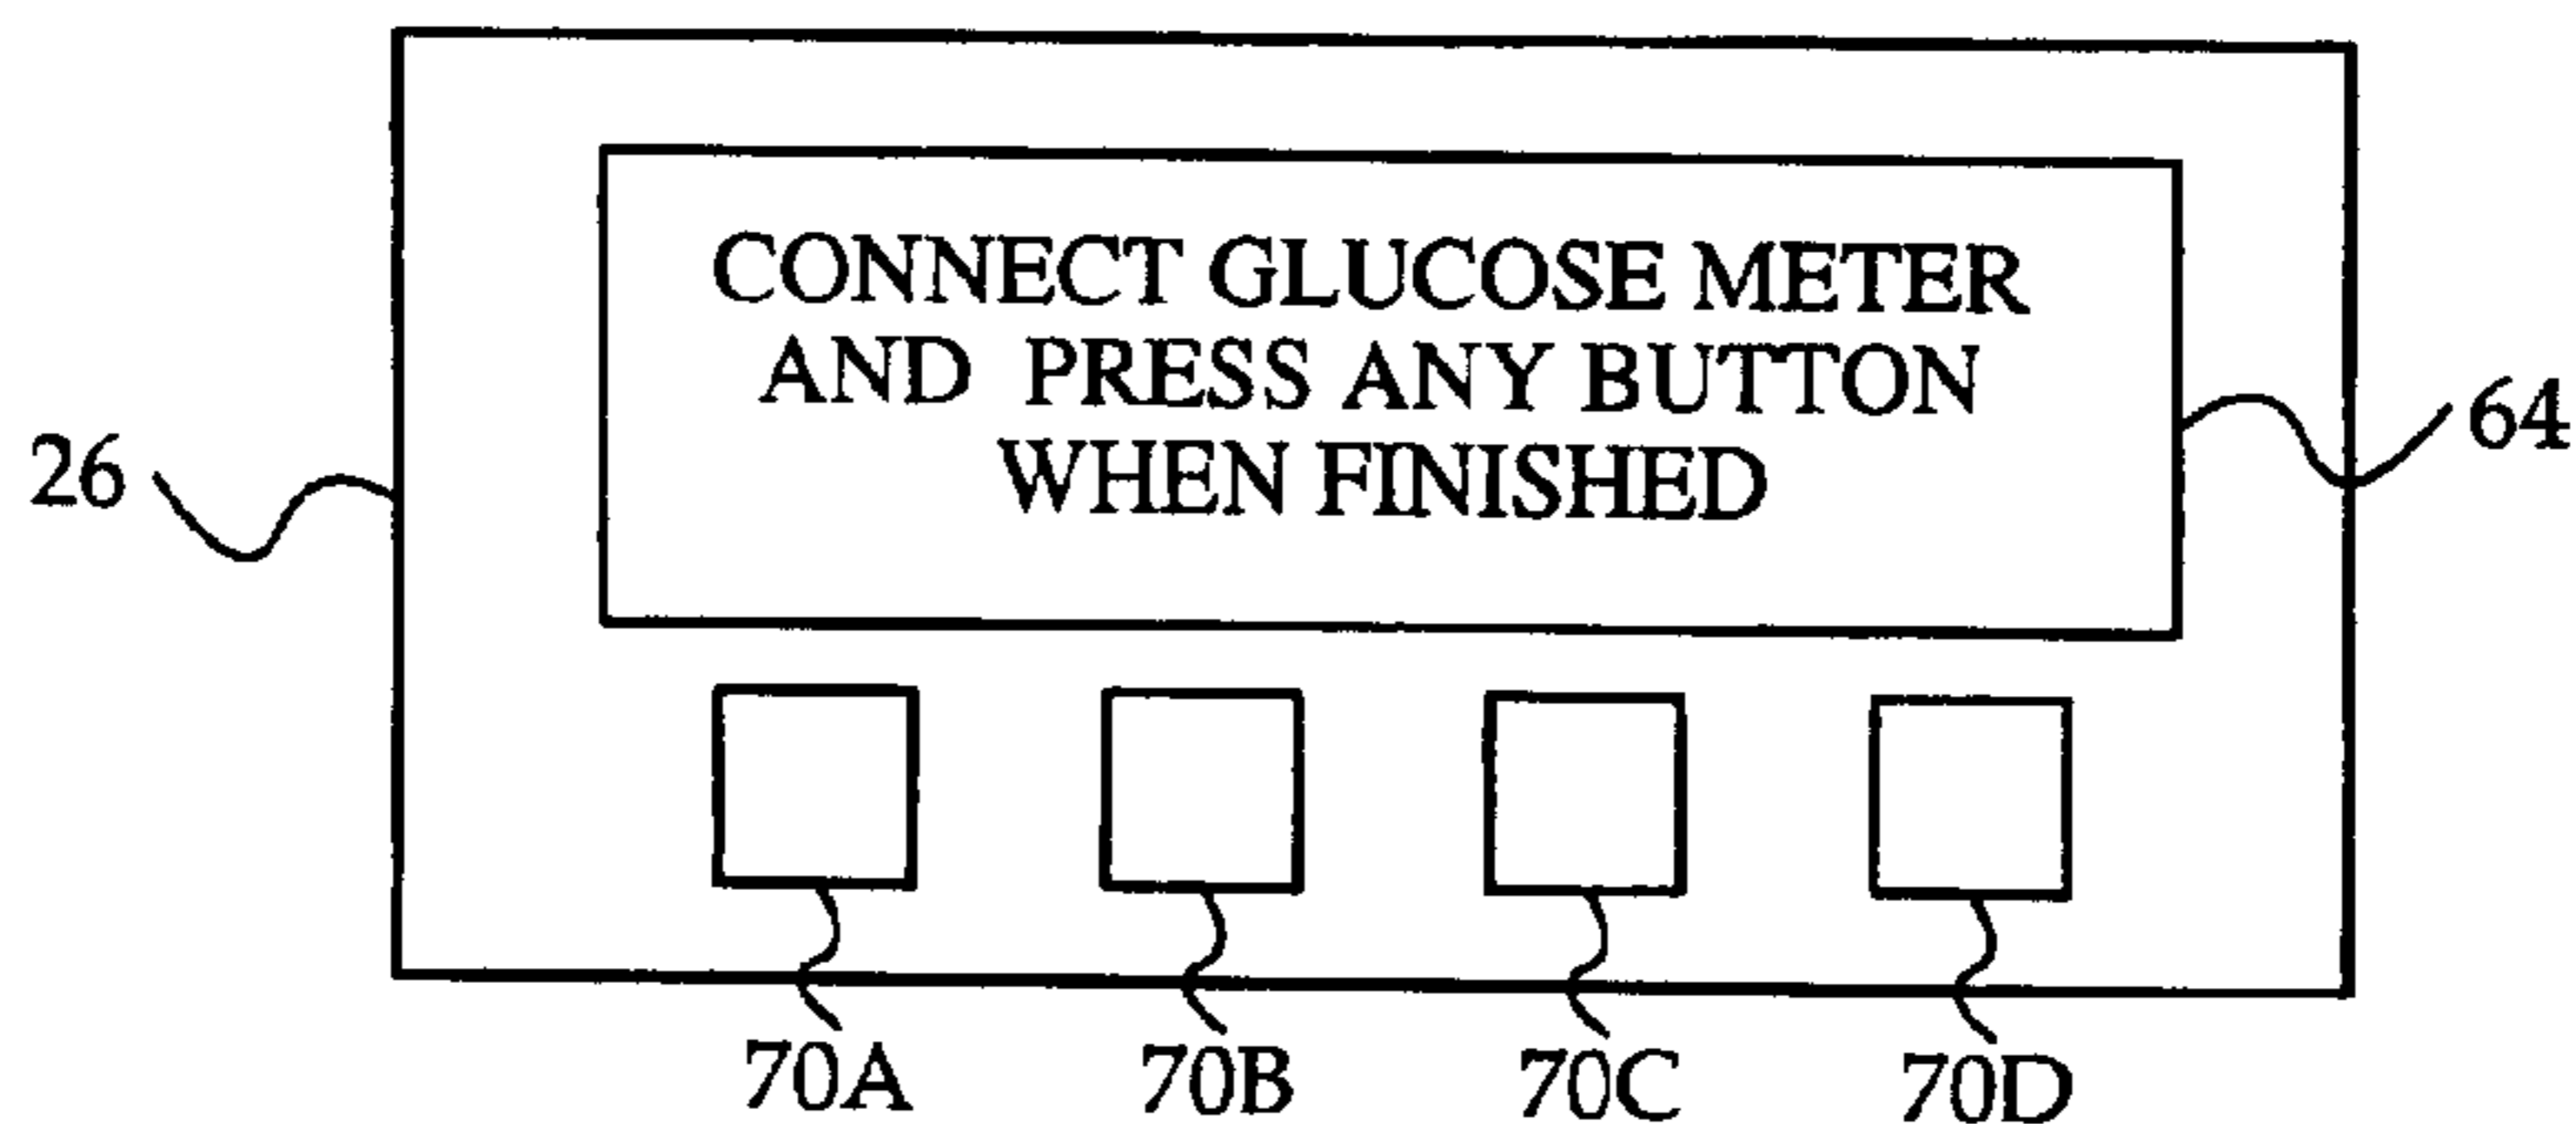 CONNECT GLUCOSE METER
AND PRESS ANY BUTTON
WHEN FINISHED
26
64
70A 70B 70C 70D